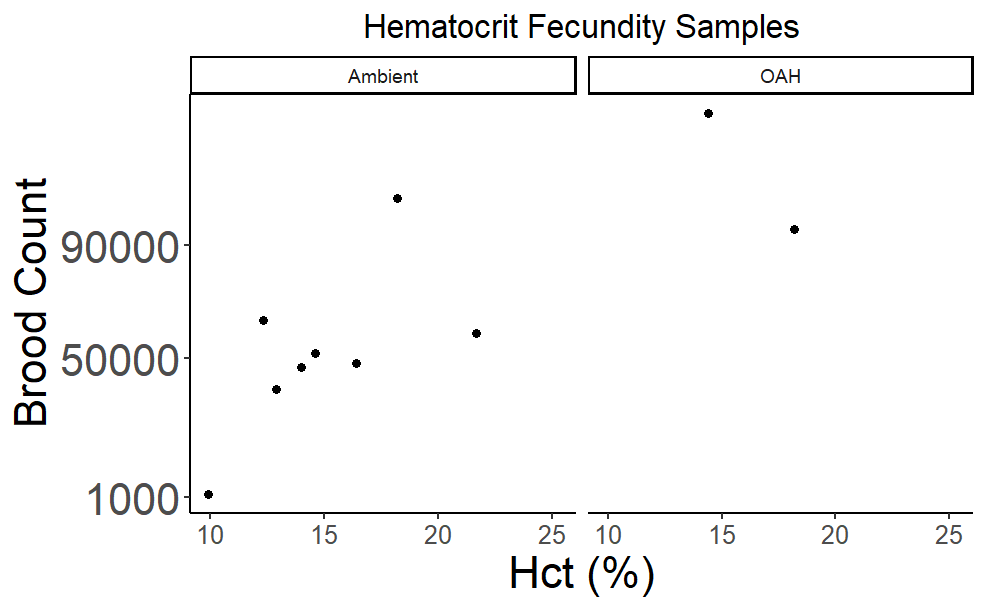 Hematocrit Fecundity Samples
Ambient OAH
90000
50000
1000
Brood Count
10 15 20 25 10 15 20 25
Hct (%)